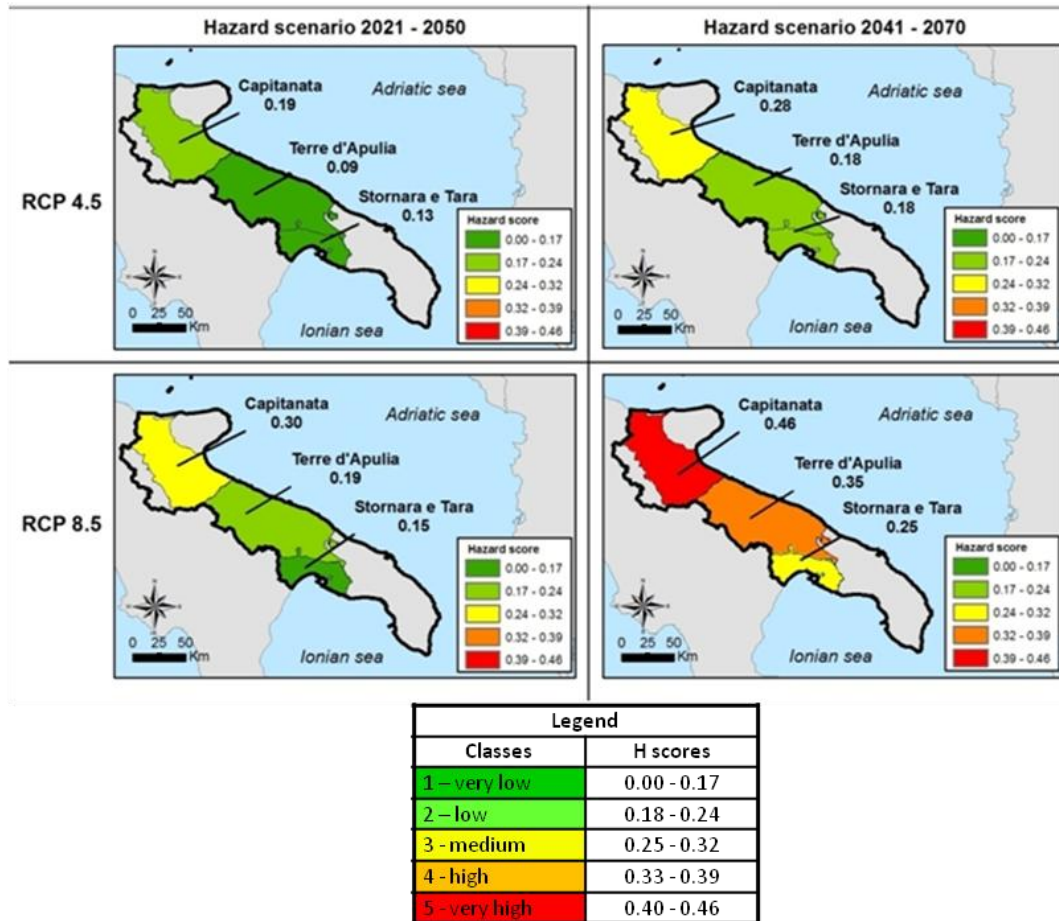 Hazard scenario 2021 - 2050
Hazard scenario 2041 - 2070
RCP 4.5
Capitanata
0.19
Adriatic sea
Terre d'Apulia
0.09
Stornara e Tara
0.13
Hazard score
0.00 - 0.17
0.17 - 0.24
0.24 - 0.32
0.32 - 0.39
0.39 - 0.46
0 25 50
Km
Ionian sea
Capitanata
0.28
Adriatic sea
Terre d'Apulia
0.18
Stornara e Tara
0.18
Hazard score
0.00 - 0.17
0.17 - 0.24
0.24 - 0.32
0.32 - 0.39
0.39 - 0.46
0 25 50
Km
Ionian sea
RCP 8.5
Capitanata
0.30
Adriatic sea
Terre d'Apulia
0.19
Stornara e Tara
0.15
Hazard score
0.00 - 0.17
0.17 - 0.24
0.24 - 0.32
0.32 - 0.39
0.39 - 0.46
0 25 50
Km
Ionian sea
Capitanata
0.46
Adriatic sea
Terre d'Apulia
0.35
Stornara e Tara
0.25
Hazard score
0.00 - 0.17
0.17 - 0.24
0.24 - 0.32
0.32 - 0.39
0.39 - 0.46
0 25 50
Km
Ionian sea
Legend
Classes H scores
1 – very low 0.00 - 0.17
2 – low 0.18 - 0.24
3 - medium 0.25 - 0.32
4 - high 0.33 - 0.39
5 - very high 0.40 - 0.46